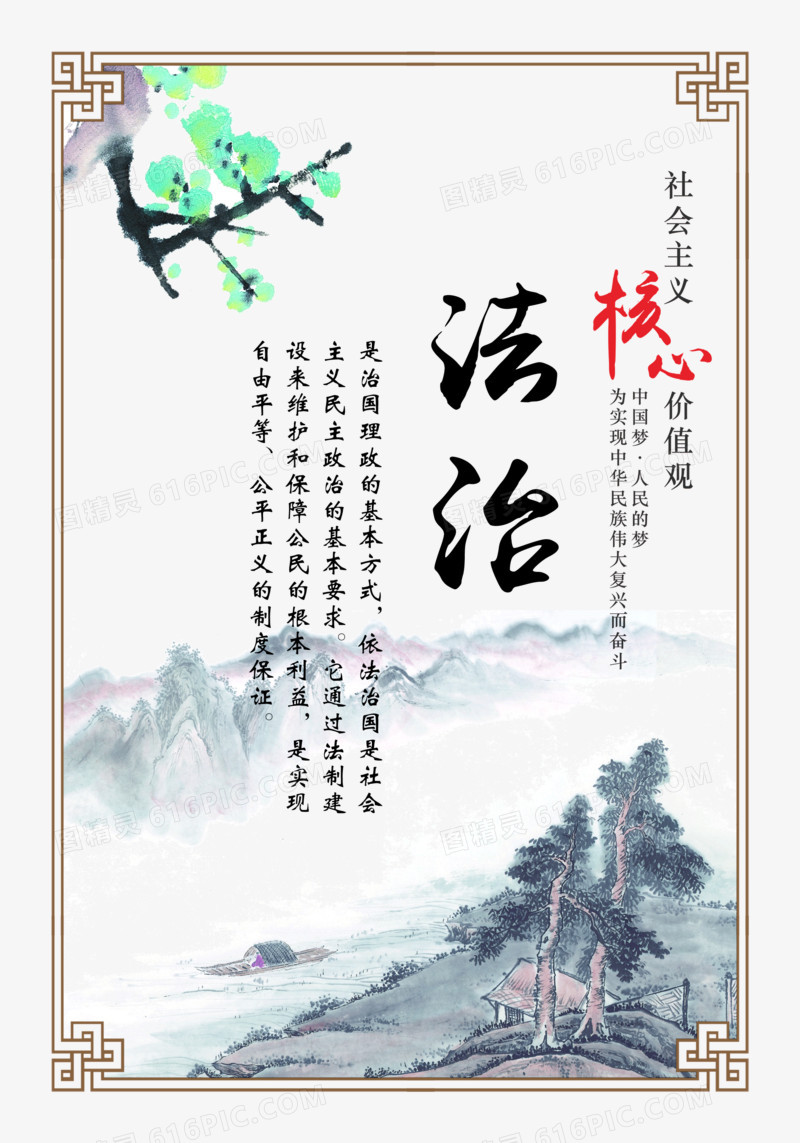 社会主义核心价值观
中国梦·人民的梦
为实现中华民族伟大复兴而奋斗
法治
是治国理政的基本方式，依法治国是社会
主义民主政治的基本要求。它通过法制建
设来维护和保障公民的根本利益，是实现
自由平等、公平正义的制度保证。
图精灵 616PIC.COM